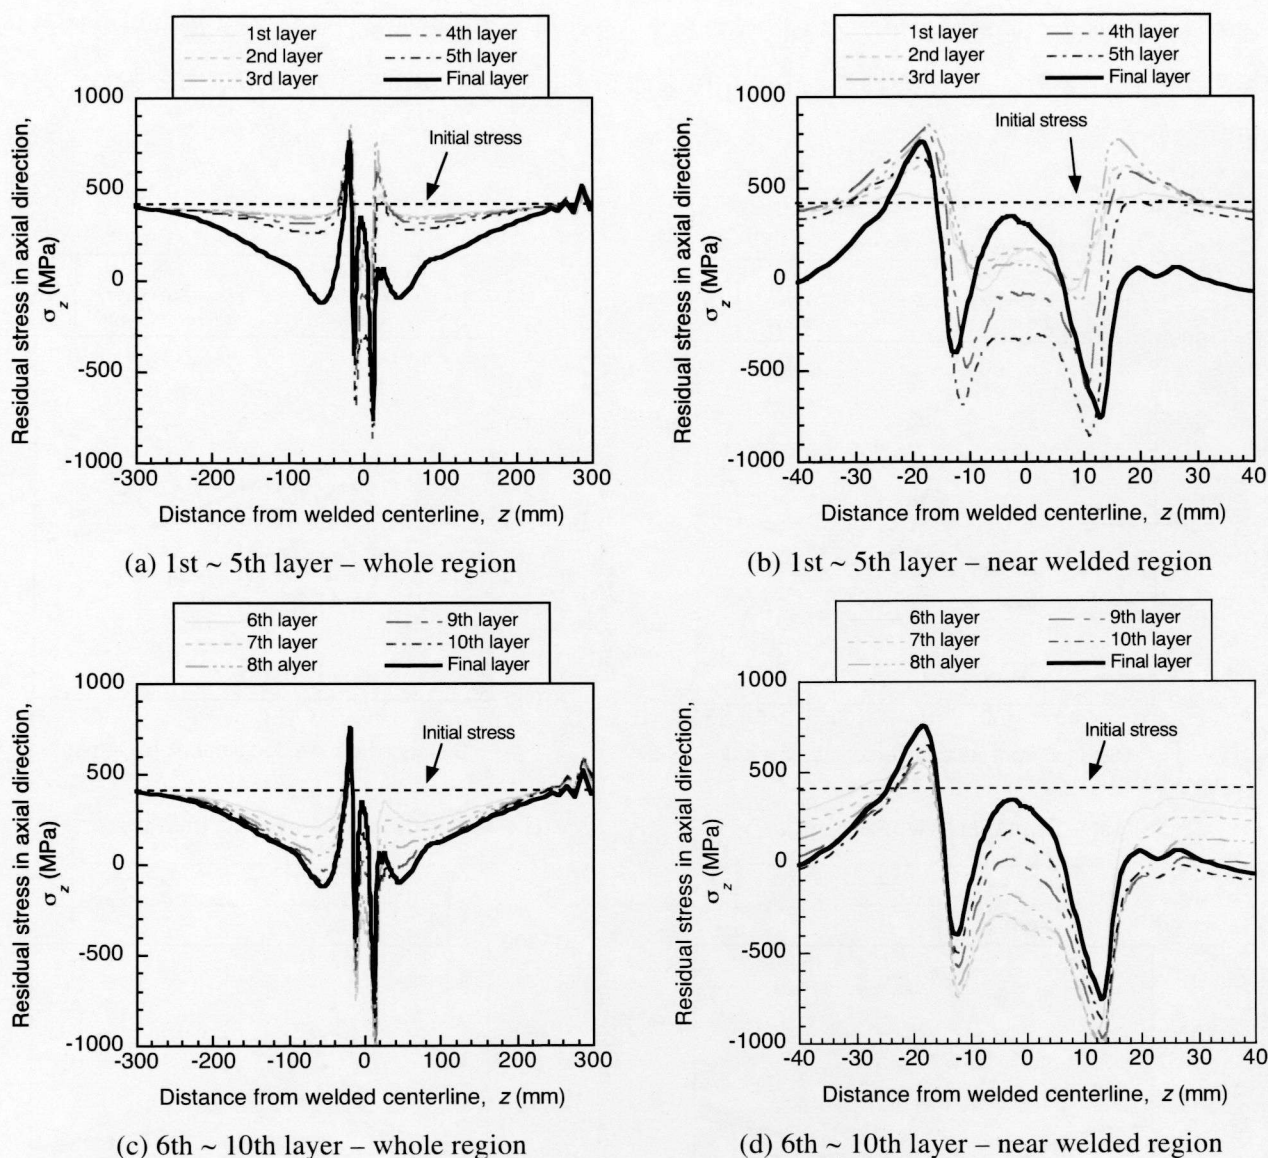 1st layer 4th layer
2nd layer 5th layer
3rd layer Final layer
1000
500
0
-500
-1000
Residual stress in axial direction,
σz (MPa)
Initial stress
-300 -200 -100 0 100 200 300
Distance from welded centerline, z (mm)
(a) 1st ~ 5th layer – whole region
1st layer 4th layer
2nd layer 5th layer
3rd layer Final layer
1000
500
0
-500
-1000
Residual stress in axial direction,
σz (MPa)
Initial stress
-40 -30 -20 -10 0 10 20 30 40
Distance from welded centerline, z (mm)
(b) 1st ~ 5th layer – near welded region
6th layer 9th layer
7th layer 10th layer
8th alyer Final layer
1000
500
0
-500
-1000
Residual stress in axial direction,
σz (MPa)
Initial stress
-300 -200 -100 0 100 200 300
Distance from welded centerline, z (mm)
(c) 6th ~ 10th layer – whole region
6th layer 9th layer
7th layer 10th layer
8th alyer Final layer
1000
500
0
-500
-1000
Residual stress in axial direction,
σz (MPa)
Initial stress
-40 -30 -20 -10 0 10 20 30 40
Distance from welded centerline, z (mm)
(d) 6th ~ 10th layer – near welded region